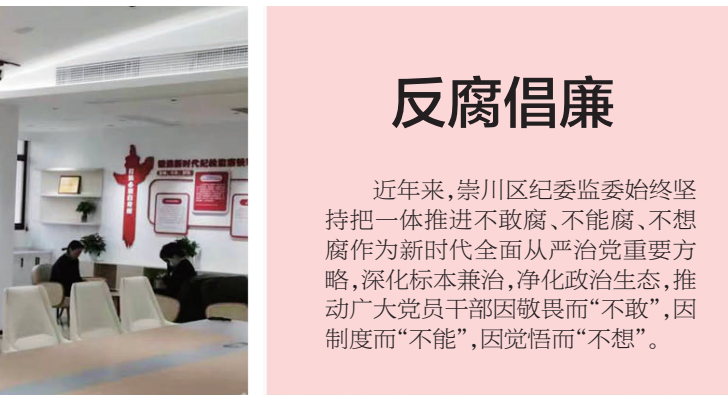 反腐倡廉
近年来，崇川区纪委监委始终坚
持把一体推进不敢腐、不能腐、不想
腐作为新时代全面从严治党重要方
略，深化标本兼治，净化政治生态，推
动广大党员干部因敬畏而“不敢”，因
制度而“不能”，因觉悟而“不想”。